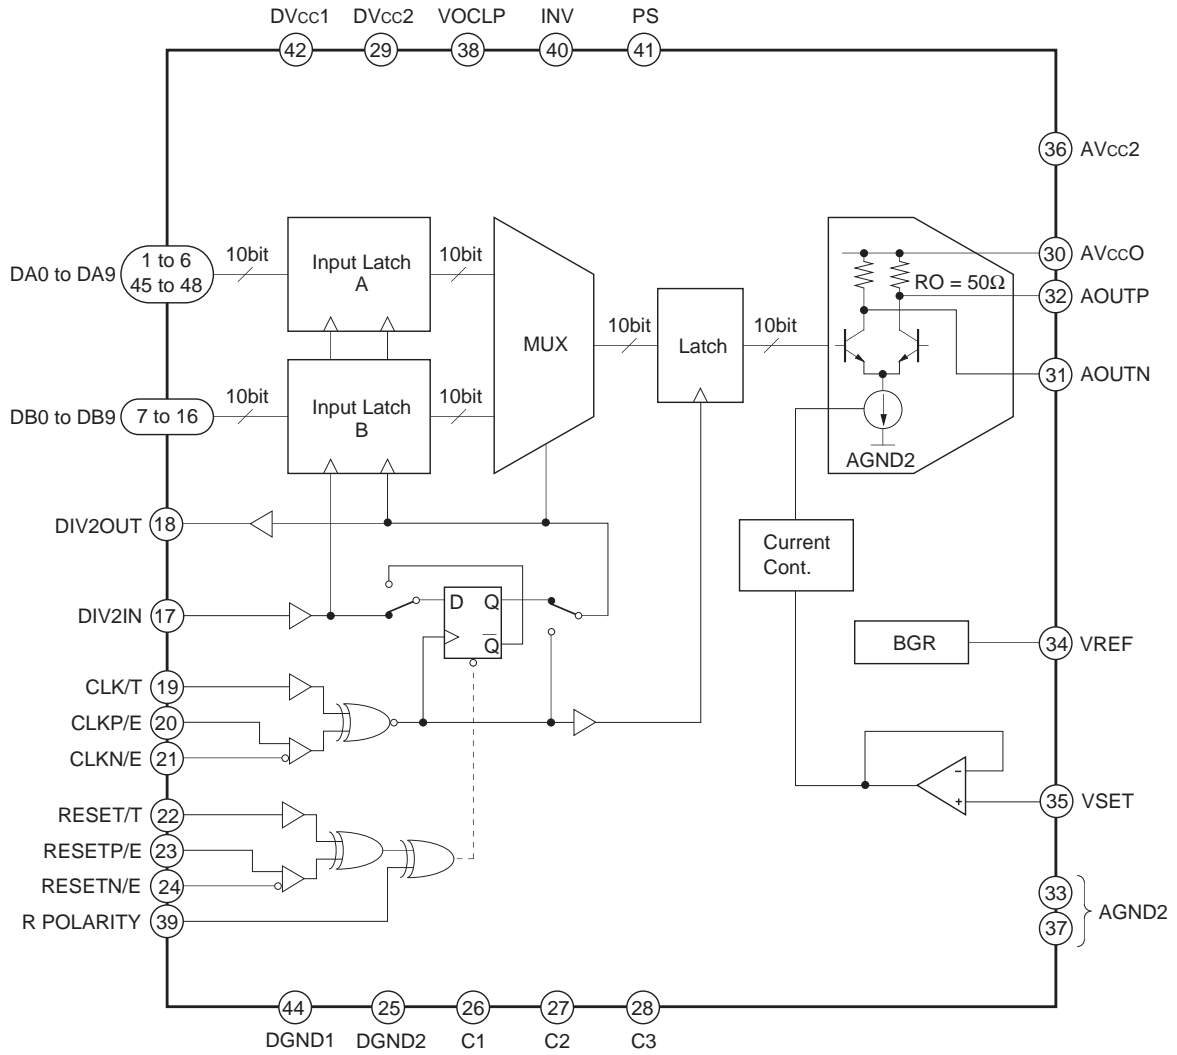 DVCC1 DVCC2 VOCLP INV PS
42 29 38 40 41
36 AVCC2
DA0 to DA9 1 to 6
45 to 48
10bit
Input Latch
A
10bit
MUX
10bit
Latch
10bit
RO = 50Ω
AGND2
30 AVCCO
32 AOUTP
31 AOUTN
DB0 to DB9 7 to 16
10bit
Input Latch
B
10bit
DIV2OUT 18
Current
Cont.
DIV2IN 17
D Q
Q̅
BGR
34 VREF
CLK/T 19
CLKP/E 20
CLKN/E 21
–
+
35 VSET
RESET/T 22
RESETP/E 23
RESETN/E 24
R POLARITY 39
33
37
AGND2
44 25 26 27 28
DGND1 DGND2 C1 C2 C3